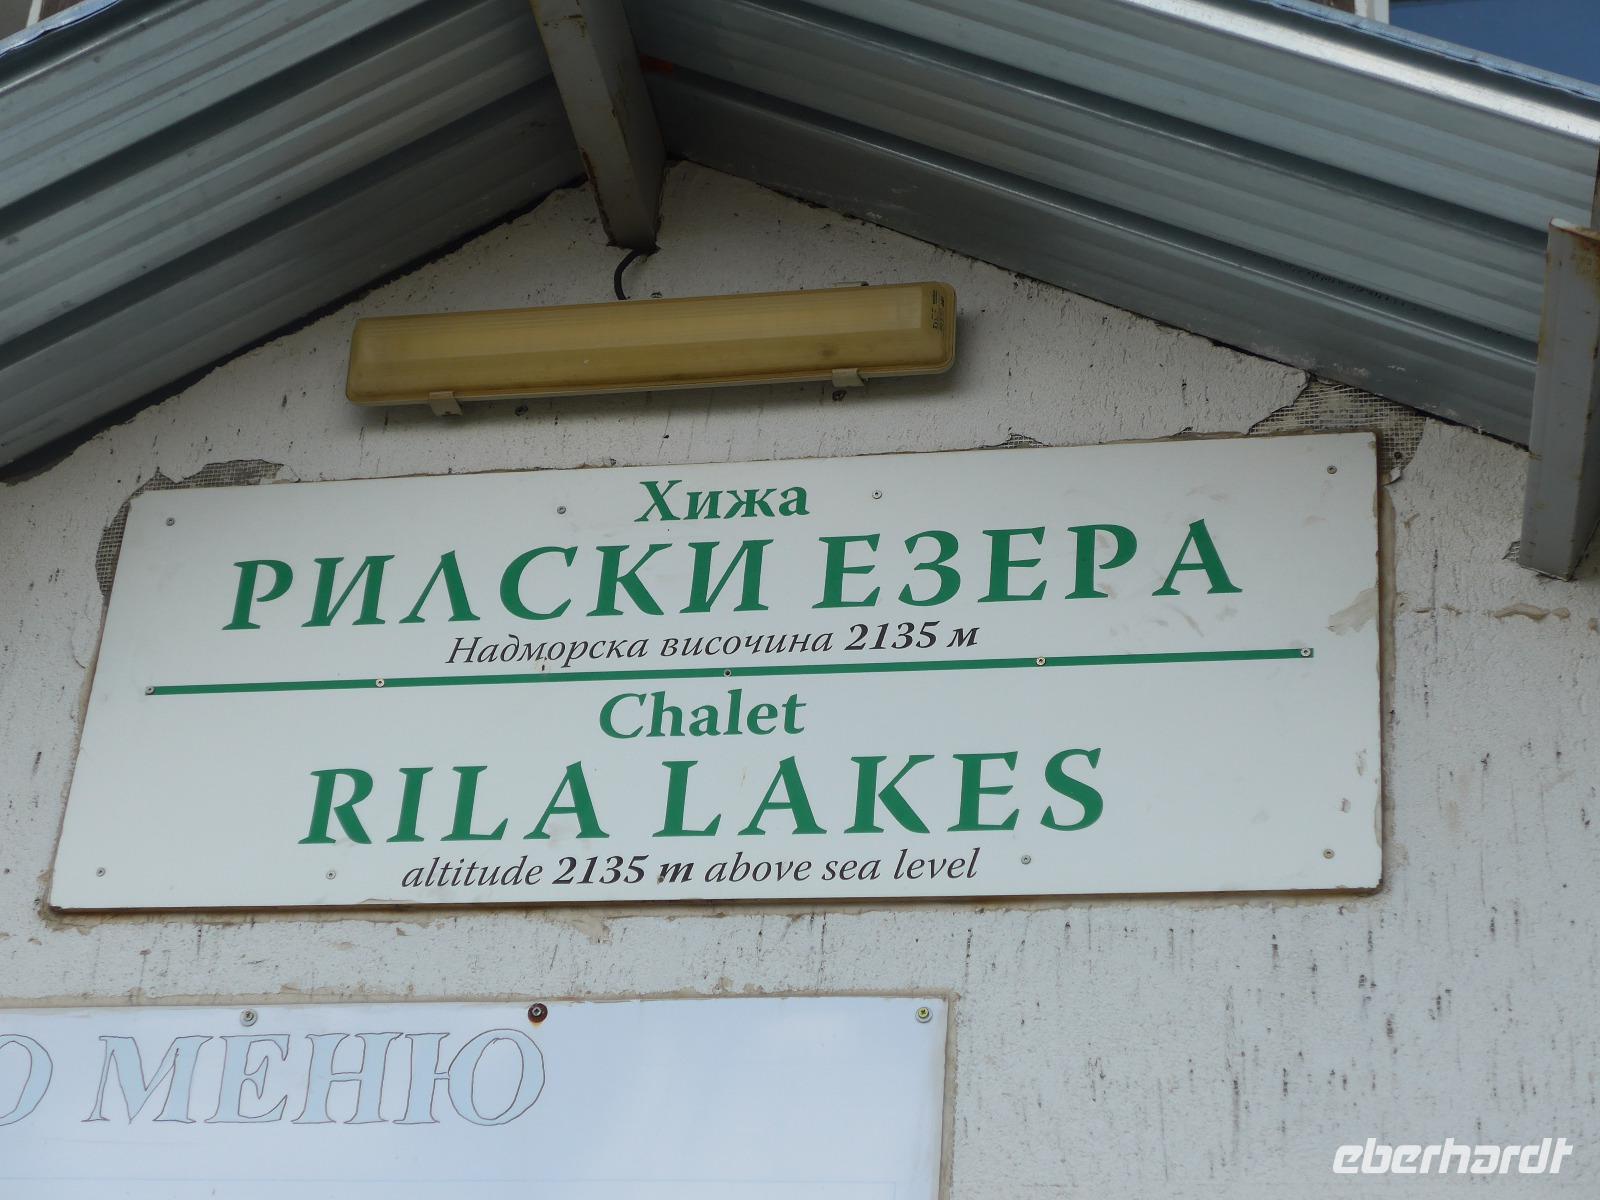 Хижа
РИЛСКИ ЕЗЕРА
Надморска височина 2135 м
Chalet
RILA LAKES
altitude 2135 m above sea level
МЕНЮ
eberhardt